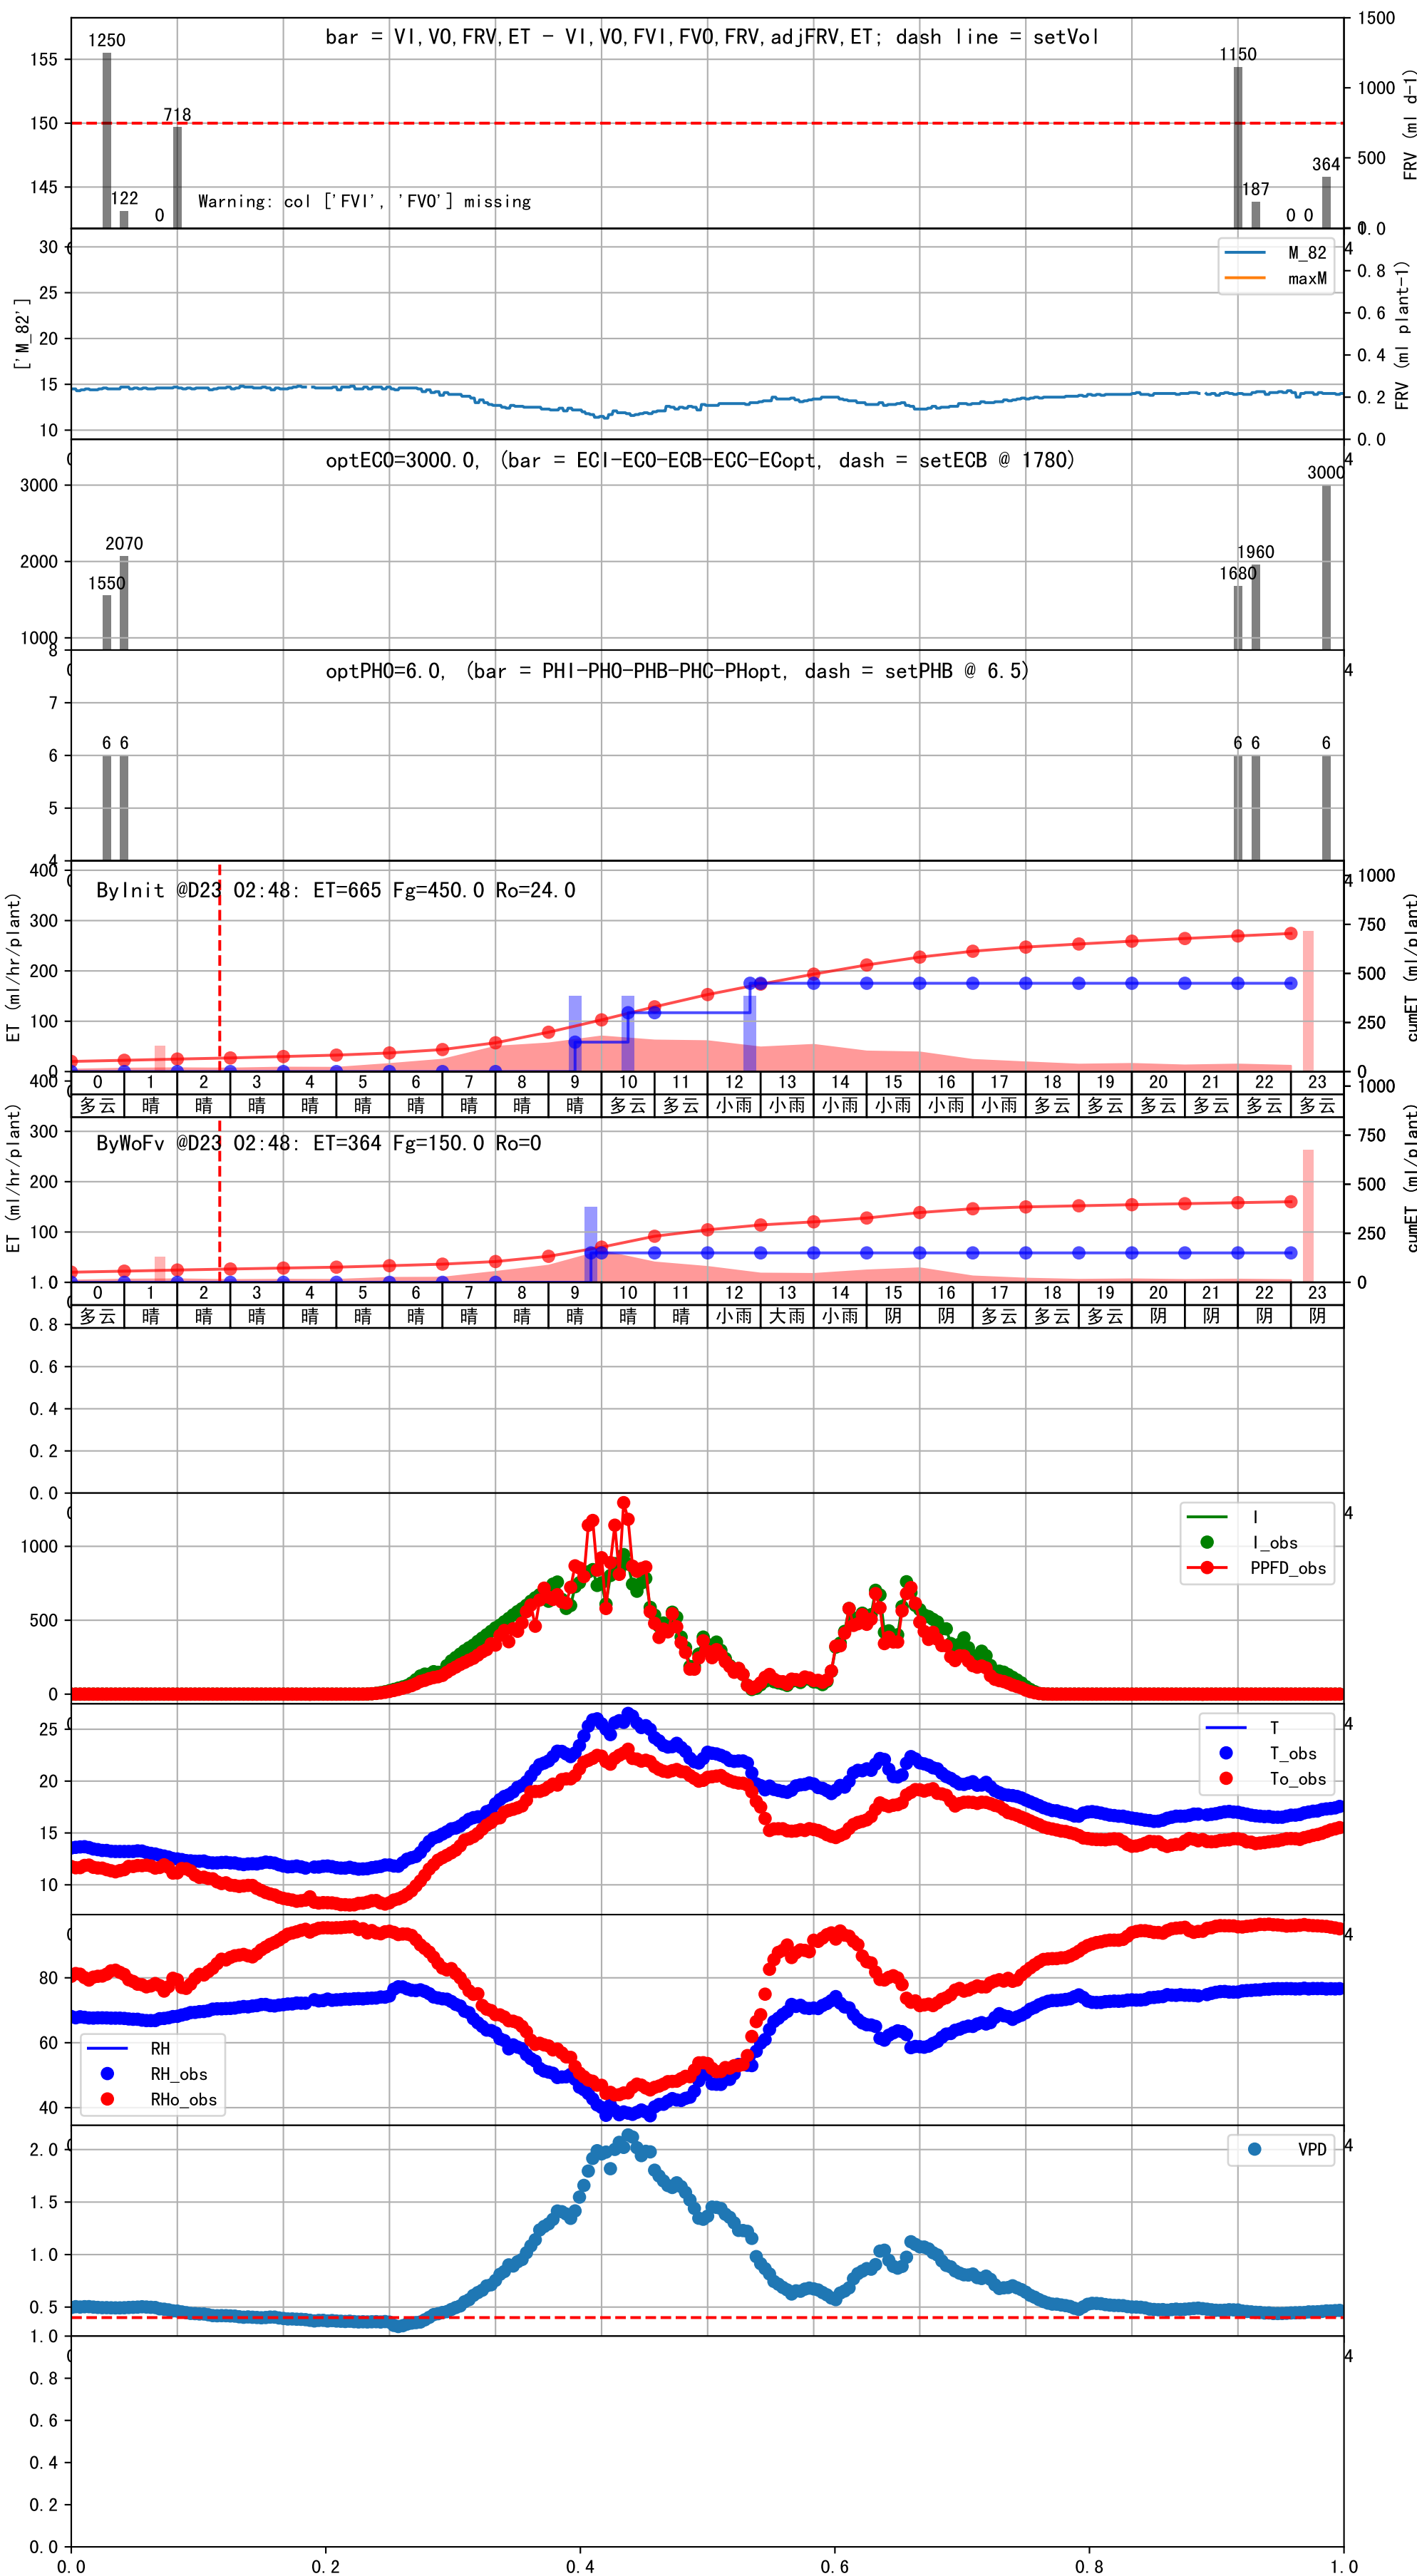 bar = VI,VO,FRV,ET - VI,VO,FVI,FVO,FRV,adjFRV,ET; dash line = setVol
1250
122
0
718
1150
187
0
0
364
Warning: col ['FVI', 'FVO'] missing
155
150
145
1500
1000
500
FRV (ml d-1)
30
25
20
15
10
['M_82']
M_82
maxM
1.0
0.8
0.6
0.4
0.2
0.0
FRV (ml plant-1)
optECO=3000.0, (bar = ECI-ECO-ECB-ECC-ECopt, dash = setECB @ 1780)
3000
2000
1000
1550
2070
1680
1960
3000
optPHO=6.0, (bar = PHI-PHO-PHB-PHC-PHopt, dash = setPHB @ 6.5)
8
7
6
5
4
6
6
6
6
6
ByInit @D23 02:48: ET=665 Fg=450.0 Ro=24.0
400
300
200
100
0
ET (ml/hr/plant)
1000
750
500
250
0
cumET (ml/plant)
0 1 2 3 4 5 6 7 8 9 10 11 12 13 14 15 16 17 18 19 20 21 22 23
多云 晴 晴 晴 晴 晴 晴 晴 晴 晴 多云 多云 小雨 小雨 小雨 小雨 小雨 小雨 多云 多云 多云 多云 多云 多云
ByWoFv @D23 02:48: ET=364 Fg=150.0 Ro=0
400
300
200
100
ET (ml/hr/plant)
1000
750
500
250
0
cumET (ml/plant)
0 1 2 3 4 5 6 7 8 9 10 11 12 13 14 15 16 17 18 19 20 21 22 23
多云 晴 晴 晴 晴 晴 晴 晴 晴 晴 晴 晴 小雨 大雨 小雨 阴 阴 多云 多云 多云 阴 阴 阴 阴
1.0
0.8
0.6
0.4
0.2
0.0
1000
500
0
I
I_obs
PPFD_obs
25
20
15
10
T
T_obs
To_obs
80
60
40
RH
RH_obs
RHo_obs
2.0
1.5
1.0
0.5
VPD
1.0
0.8
0.6
0.4
0.2
0.0
0.0 0.2 0.4 0.6 0.8 1.0